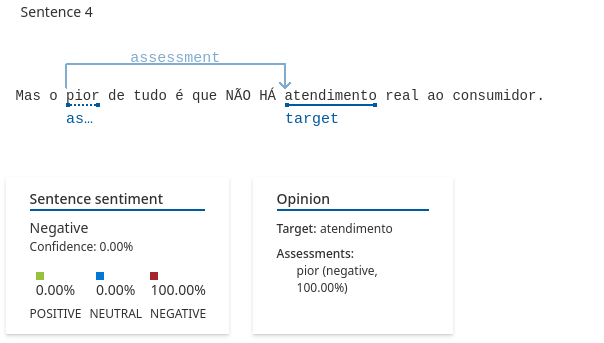 Sentence 4
assessment
Mas o pior de tudo é que NÃO HÁ atendimento real ao consumidor.
as… target
Sentence sentiment
Negative
Confidence: 0.00%
0.00% 0.00% 100.00%
POSITIVE NEUTRAL NEGATIVE
Opinion
Target: atendimento
Assessments:
pior (negative,
100.00%)